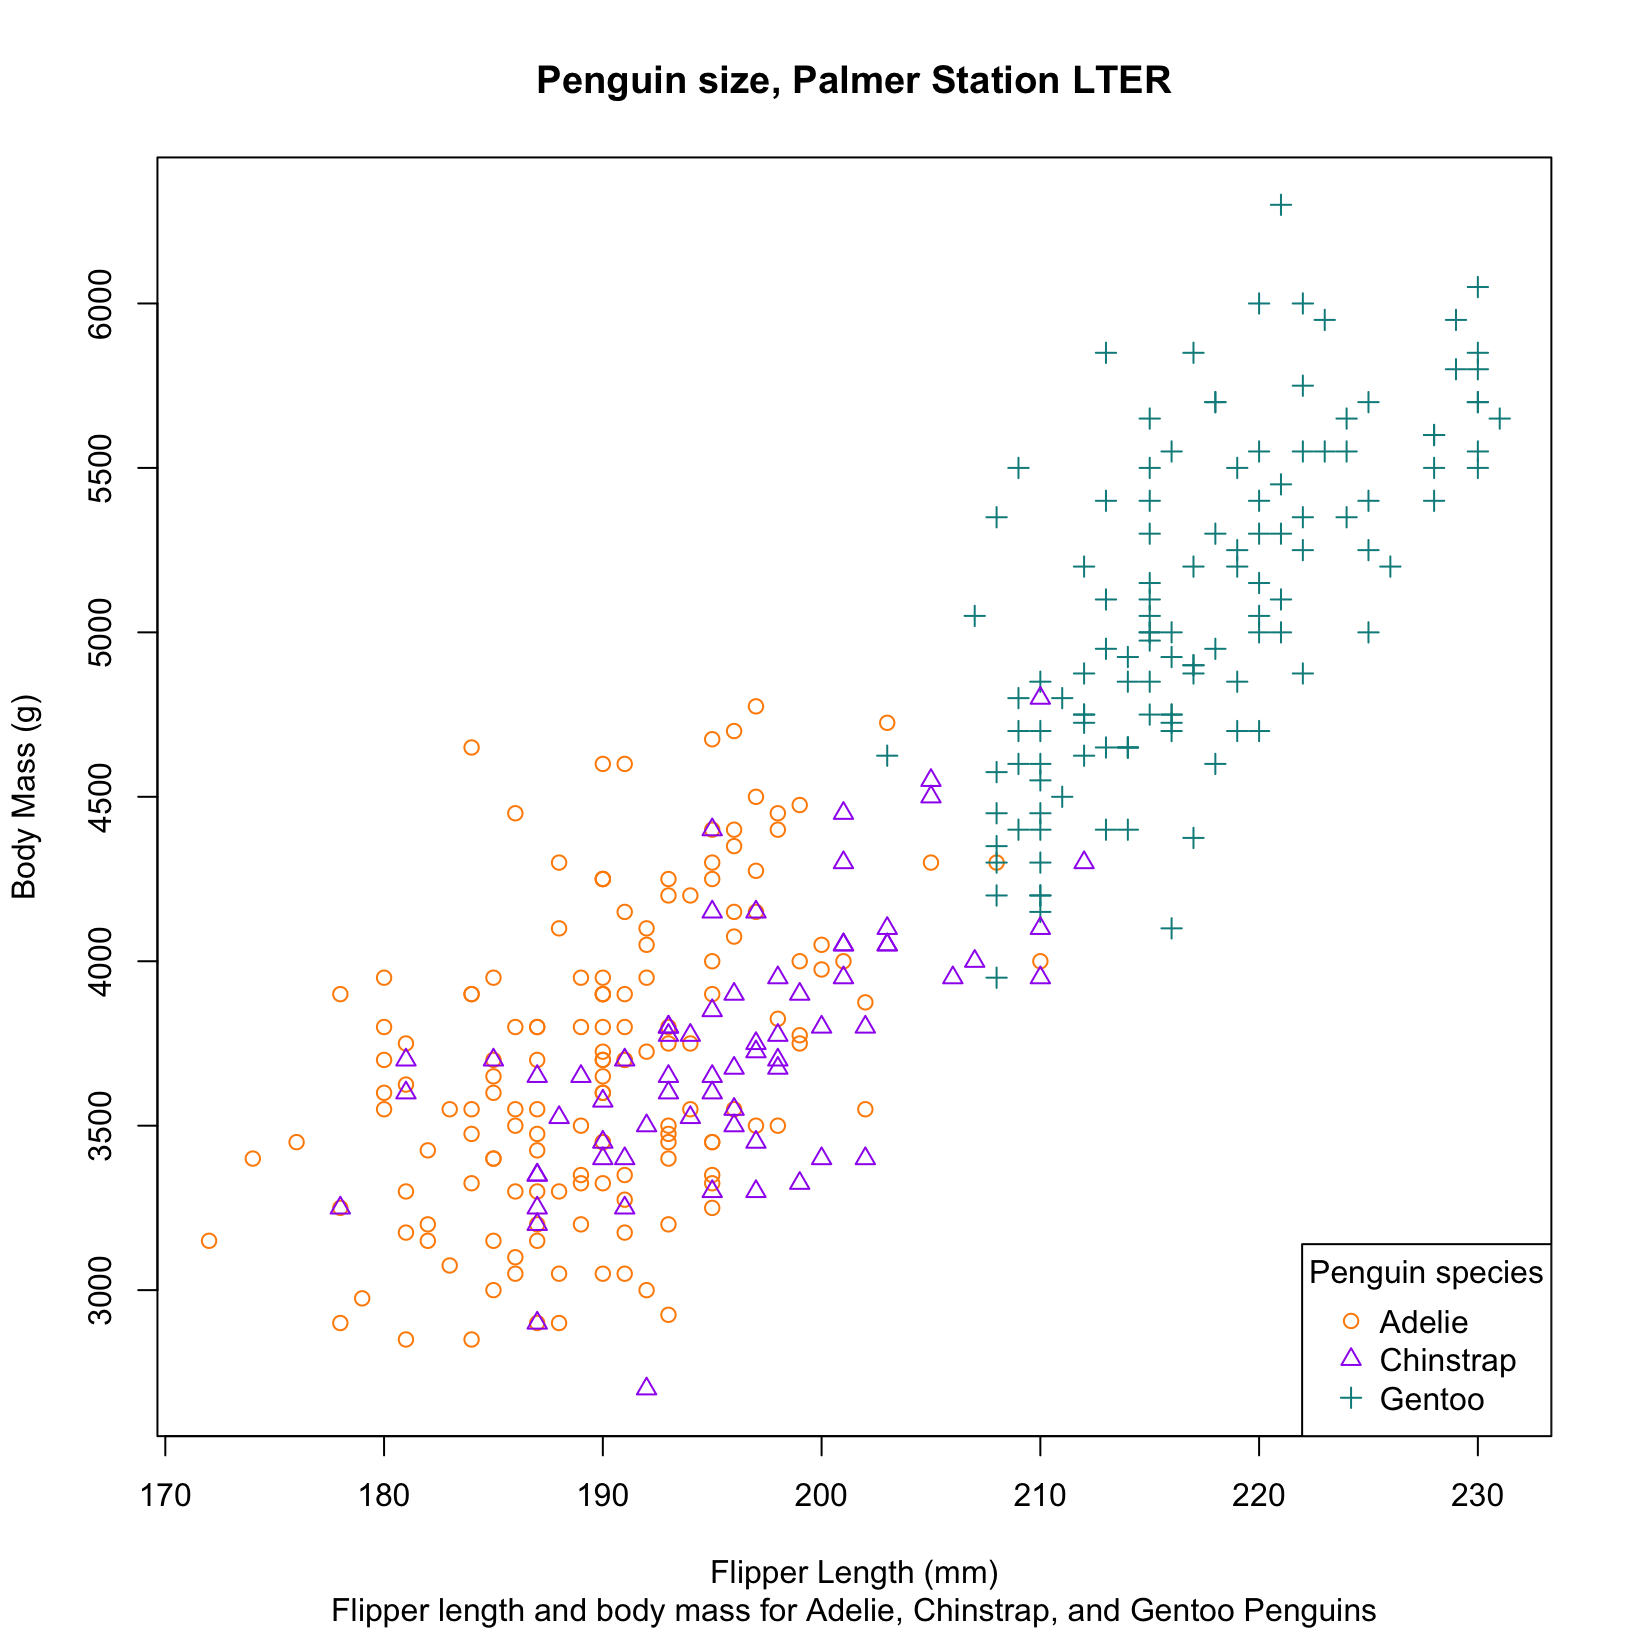 Penguin size, Palmer Station LTER
Body Mass (g)
6000
5500
5000
4500
4000
3500
3000
Penguin species
Adelie
Chinstrap
Gentoo
170 180 190 200 210 220 230
Flipper Length (mm)
Flipper length and body mass for Adelie, Chinstrap, and Gentoo Penguins